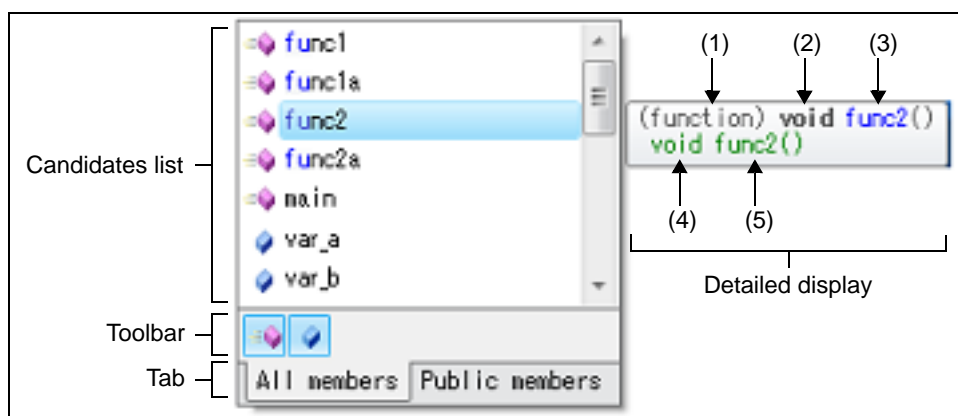 Candidates list
func1
func1a
func2
func2a
main
var_a
var_b
Toolbar
Tab
All members
Public members
(1)
(2)
(3)
(function) void func2()
void func2()
(4)
(5)
Detailed display